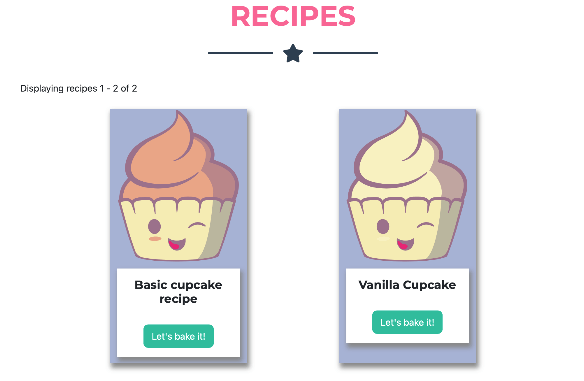 RECIPES
Displaying recipes 1 - 2 of 2
Basic cupcake
recipe
Let's bake it!
Vanilla Cupcake
Let's bake it!